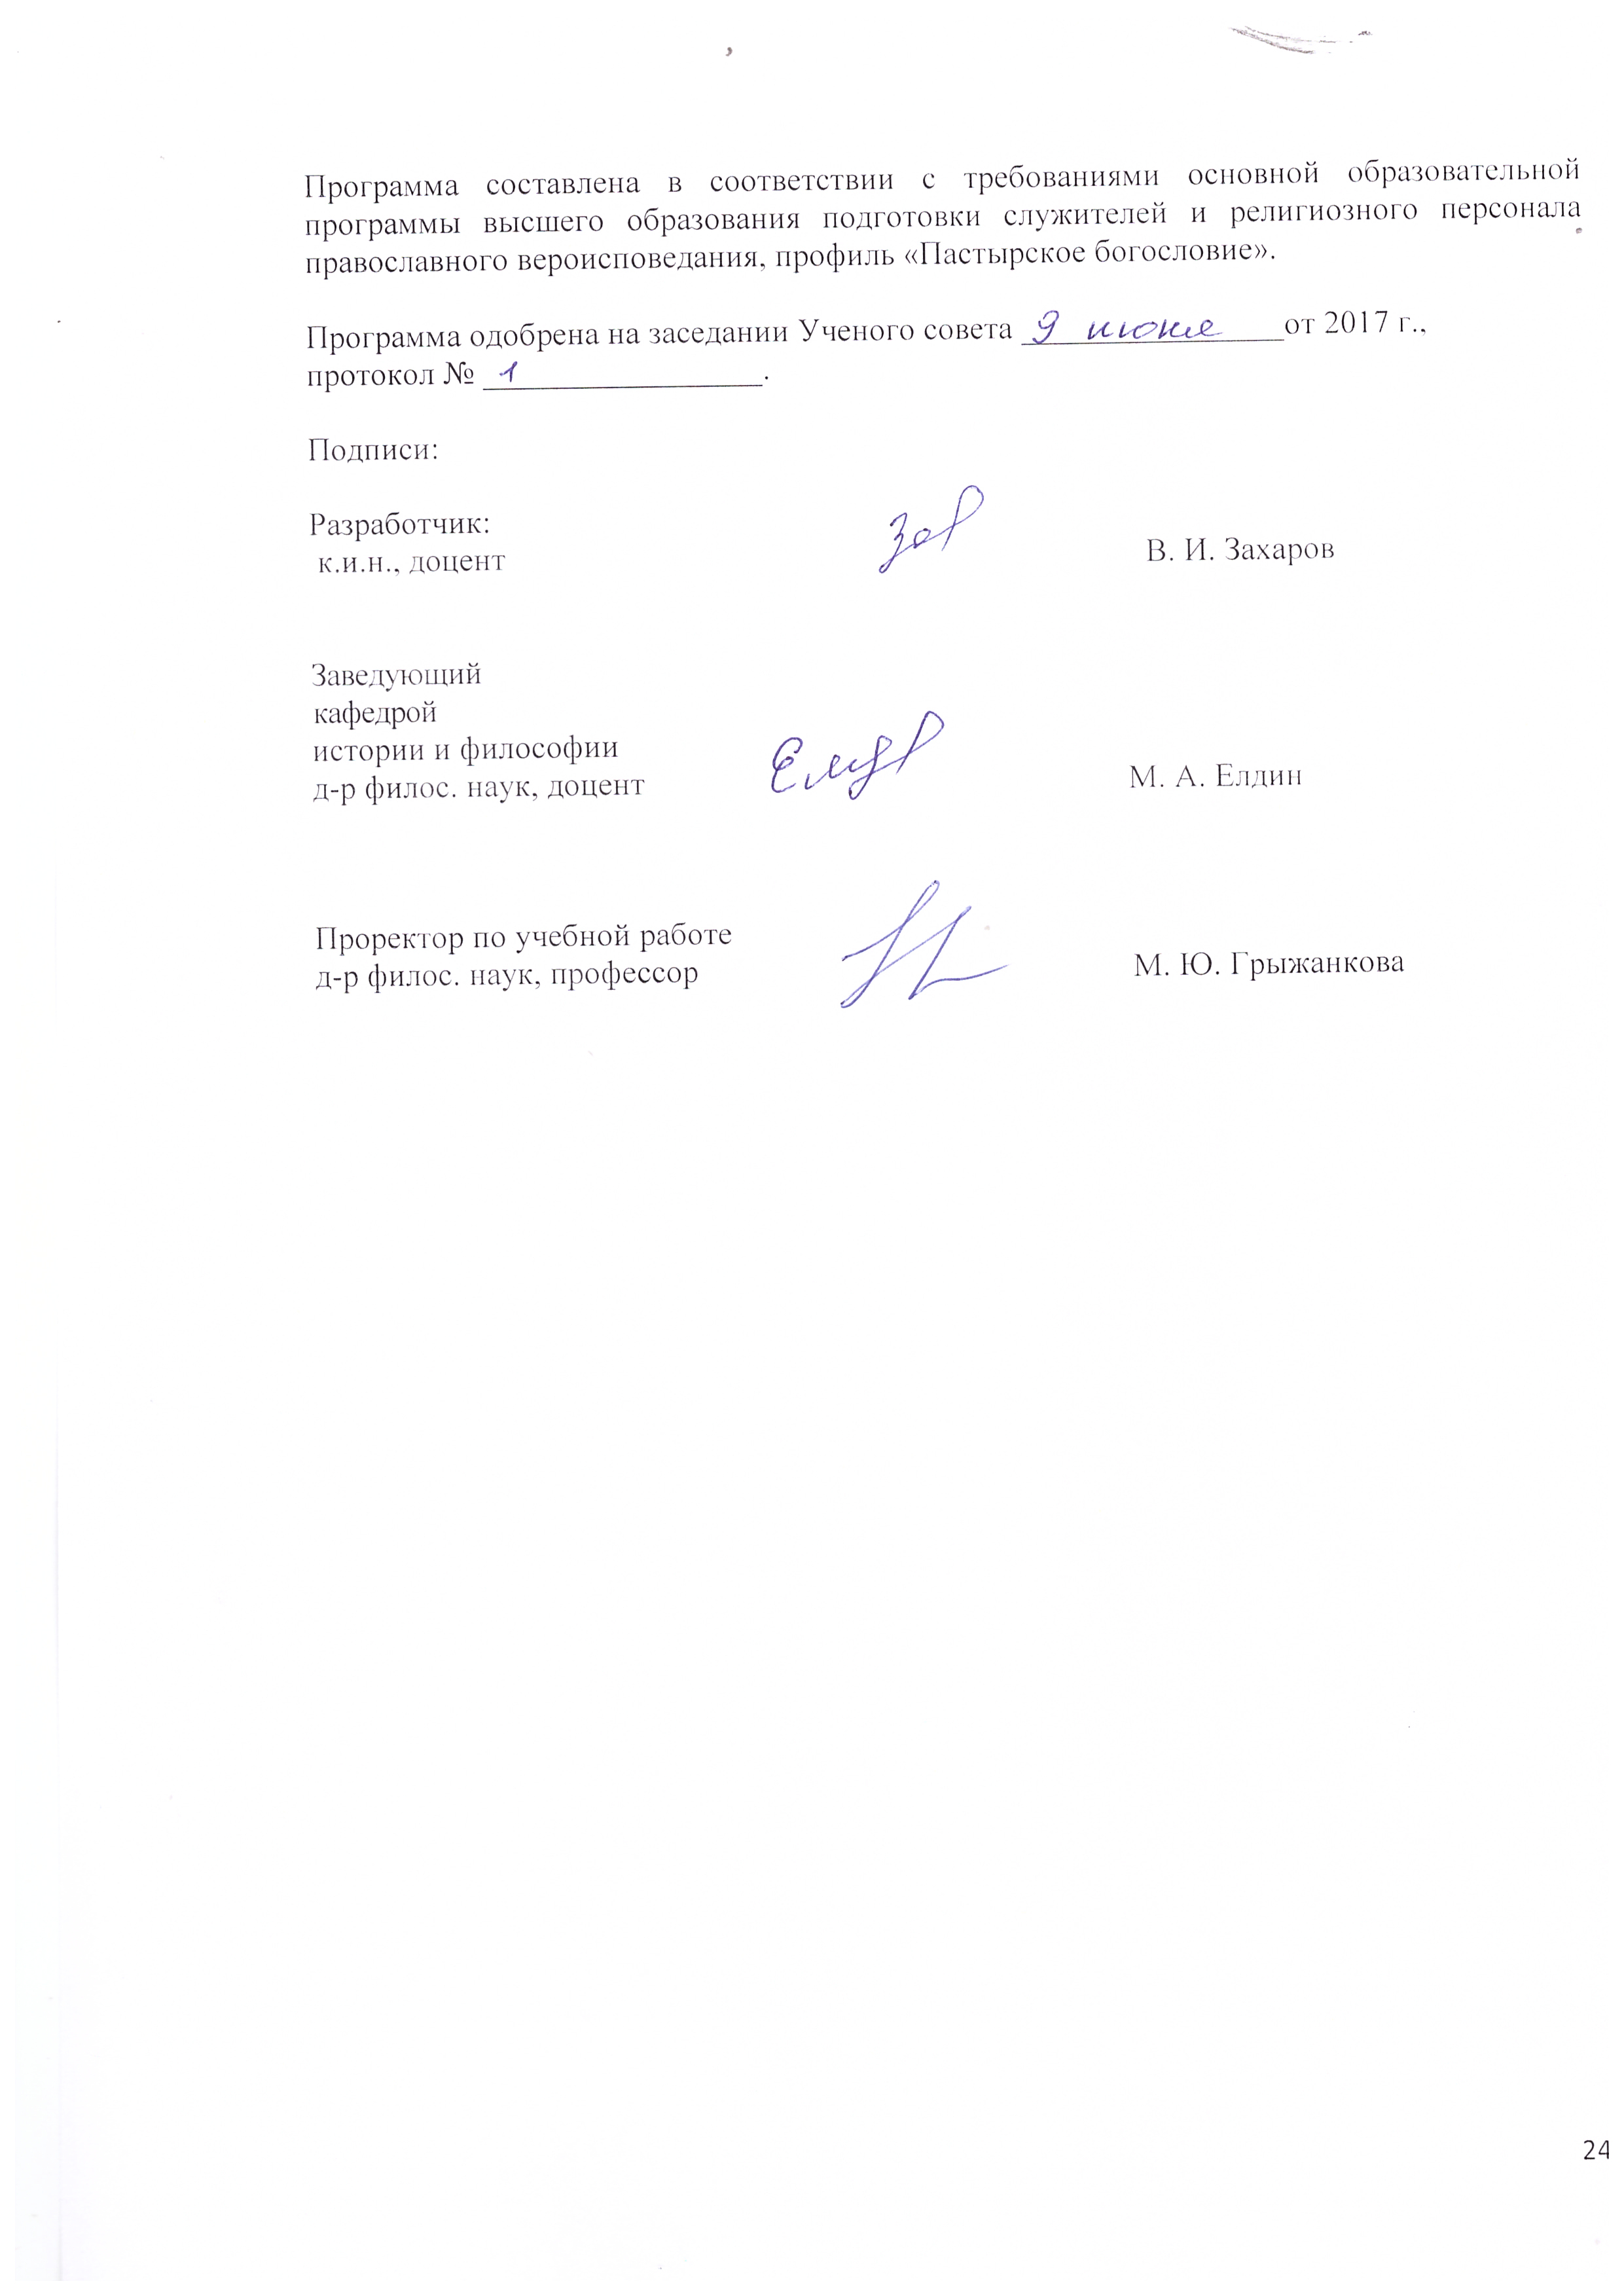 Программа составлена в соответствии с требованиями основной образовательной
программы высшего образования подготовки служителей и религиозного персонала
православного вероисповедания, профиль «Пастырское богословие».
Программа одобрена на заседании Ученого совета 9 июня от 2017 г.,
протокол № 1.
Подписи:
Разработчик:
к.и.н., доцент В. И. Захаров
Заведующий
кафедрой
истории и философии
д-р филос. наук, доцент М. А. Елдин
Проректор по учебной работе
д-р филос. наук, профессор М. Ю. Грыжанкова
24